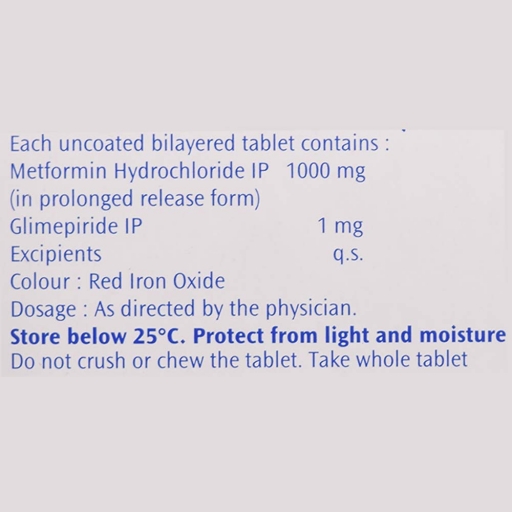 Each uncoated bilayered tablet contains :
Metformin Hydrochloride IP 1000 mg
(in prolonged release form)
Glimepiride IP 1 mg
Excipients q.s.
Colour : Red Iron Oxide
Dosage : As directed by the physician.
Store below 25°C. Protect from light and moisture
Do not crush or chew the tablet. Take whole tablet